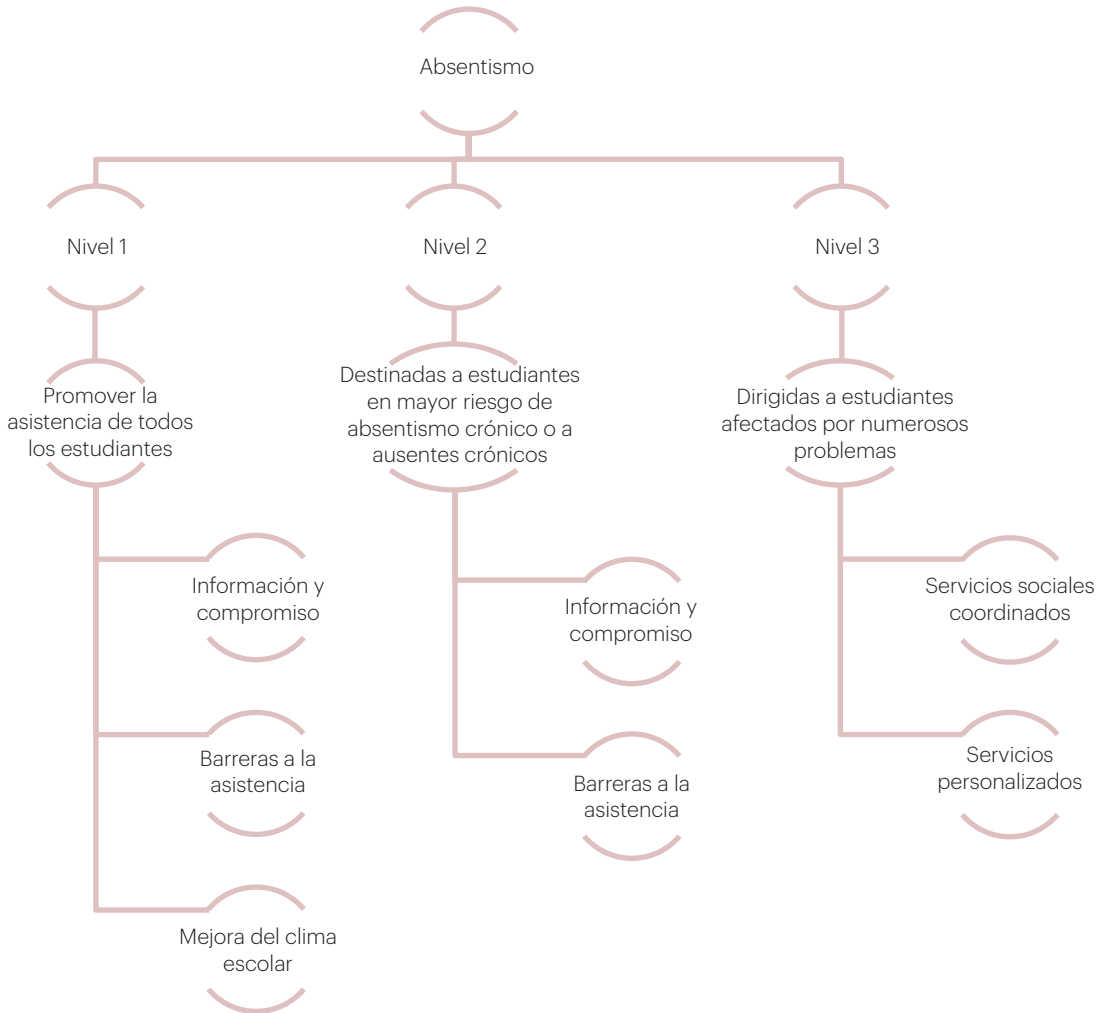 Absentismo
Nivel 1
Nivel 2
Nivel 3
Promover la
asistencia de todos
los estudiantes
Destinadas a estudiantes
en mayor riesgo de
absentismo crónico o a
ausentes crónicos
Dirigidas a estudiantes
afectados por numerosos
problemas
Información y
compromiso
Barreras a la
asistencia
Mejora del clima
escolar
Información y
compromiso
Barreras a la
asistencia
Servicios sociales
coordinados
Servicios
personalizados